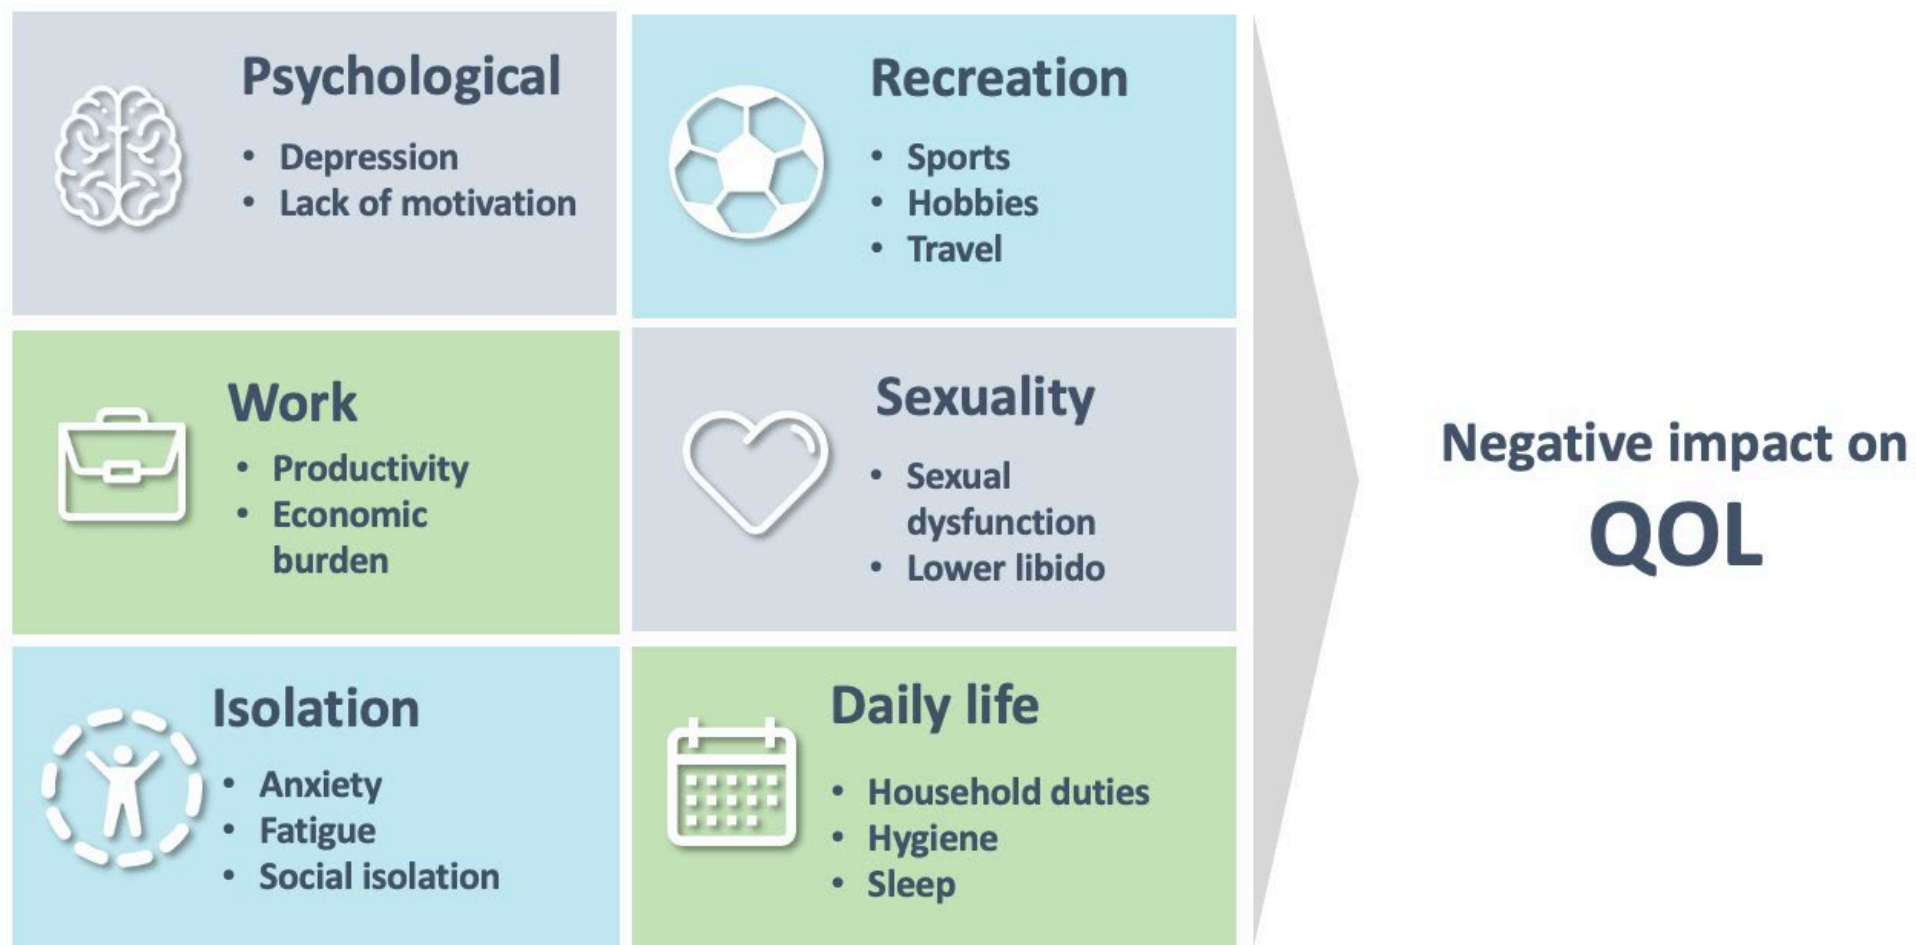 Psychological
• Depression
• Lack of motivation
Recreation
• Sports
• Hobbies
• Travel
Work
• Productivity
• Economic
burden
Sexuality
• Sexual
dysfunction
• Lower libido
Isolation
• Anxiety
• Fatigue
• Social isolation
Daily life
• Household duties
• Hygiene
• Sleep
Negative impact on
QOL